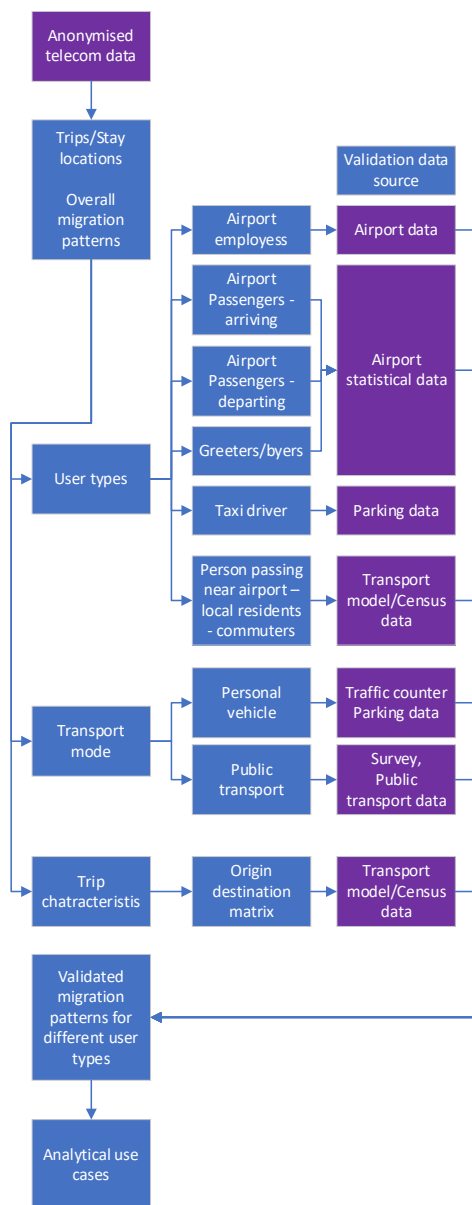 Anonymised
telecom data
Trips/Stay
locations
Overall
migration
patterns
Validation data
source
Airport
employess
Airport data
Airport
Passengers -
arriving
Airport
Passengers -
departing
Airport
statistical data
Greeters/byers
User types
Taxi driver
Parking data
Person passing
near airport –
local residents
- commuters
Transport
model/Census
data
Personal
vehicle
Traffic counter
Parking data
Transport
mode
Public
transport
Survey,
Public
transport data
Trip
chatracteristis
Origin
destination
matrix
Transport
model/Census
data
Validated
migration
patterns for
different user
types
Analytical use
cases